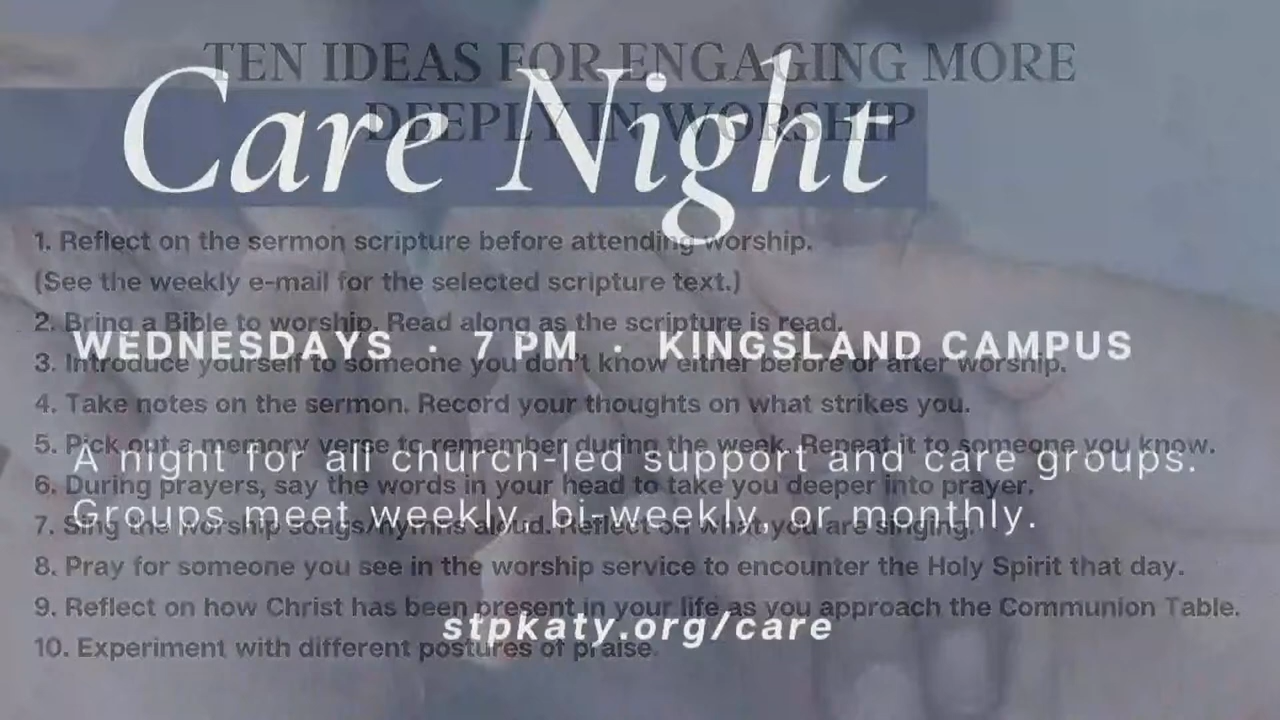 TEN IDEAS FOR ENGAGING MORE
DEEPLY IN WORSHIP
Care Night
1. Reflect on the sermon scripture before attending worship.
(See the weekly e-mail for the selected scripture text.)
2. Bring a Bible to worship. Read along as the scripture is read.
WEDNESDAYS · 7 PM · KINGSLAND CAMPUS
3. Introduce yourself to someone you don't know either before or after worship.
4. Take notes on the sermon. Record your thoughts on what strikes you.
5. Pick out a memory verse to remember during the week. Repeat it to someone you know.
A night for all church-led support and care groups.
6. During prayers, say the words in your head to take you deeper into prayer.
Groups meet weekly, bi-weekly, or monthly.
7. Sing the worship songs/hymns aloud. Reflect on what you are singing.
8. Pray for someone you see in the worship service to encounter the Holy Spirit that day.
9. Reflect on how Christ has been present in your life as you approach the Communion Table.
stpkaty.org/care
10. Experiment with different postures of praise.